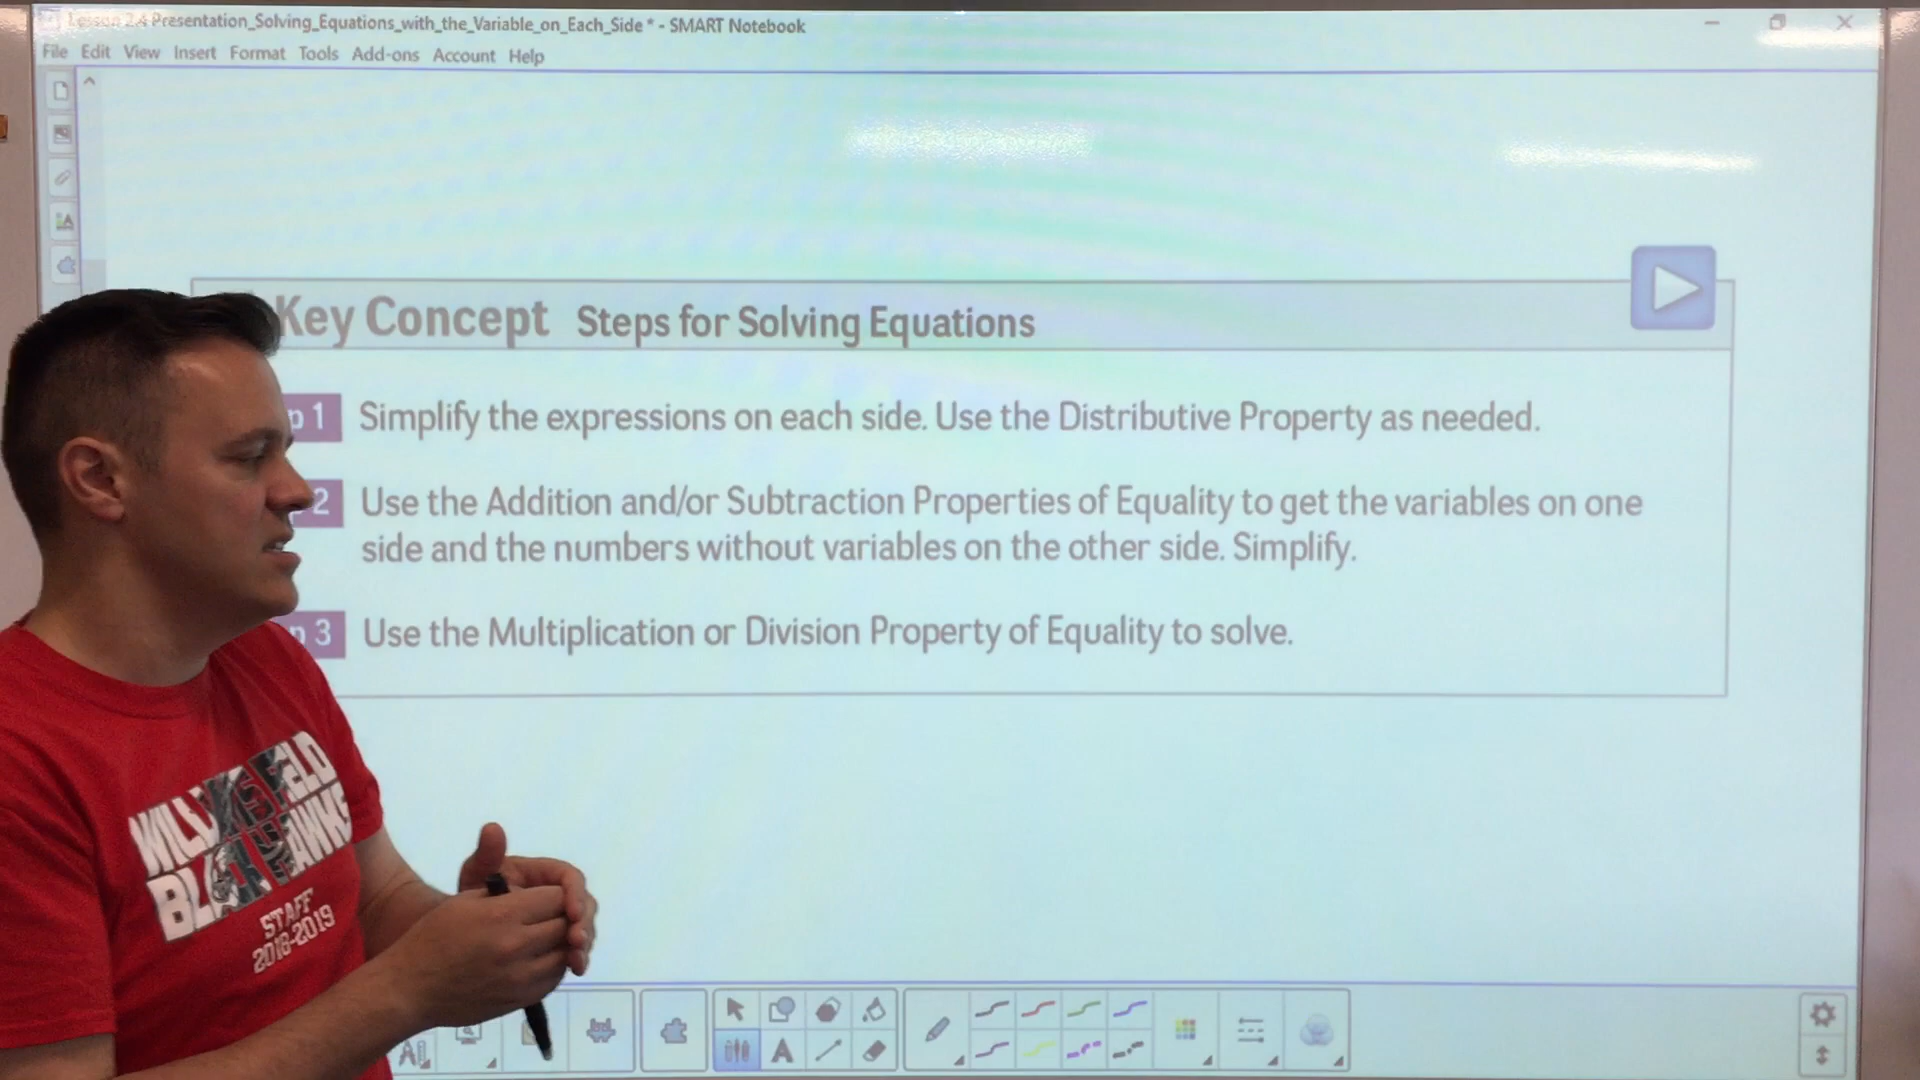 Lesson 2.4 Presentation_Solving_Equations_with_the_Variable_on_Each_Side * - SMART Notebook
File Edit View Insert Format Tools Add-ons Account Help
Key Concept Steps for Solving Equations
p 1 Simplify the expressions on each side. Use the Distributive Property as needed.
2 Use the Addition and/or Subtraction Properties of Equality to get the variables on one
side and the numbers without variables on the other side. Simplify.
p 3 Use the Multiplication or Division Property of Equality to solve.
STAFF
2018-2019